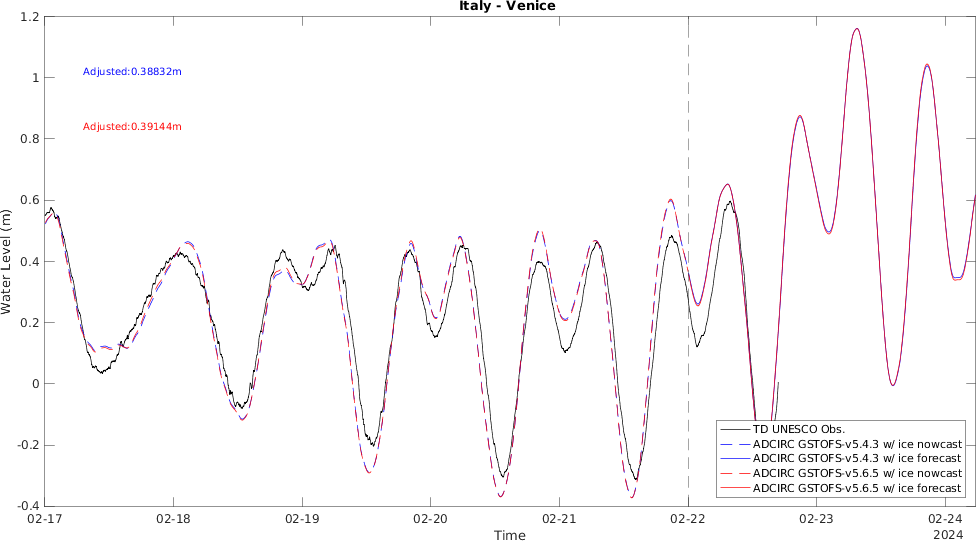 Italy - Venice
1.2
1
0.8
0.6
0.4
0.2
0
-0.2
-0.4
Water Level (m)
Adjusted:0.38832m
Adjusted:0.39144m
TD UNESCO Obs.
ADCIRC GSTOFS-v5.4.3 w/ ice nowcast
ADCIRC GSTOFS-v5.4.3 w/ ice forecast
ADCIRC GSTOFS-v5.6.5 w/ ice nowcast
ADCIRC GSTOFS-v5.6.5 w/ ice forecast
02-17 02-18 02-19 02-20 02-21 02-22 02-23 02-24
Time
2024